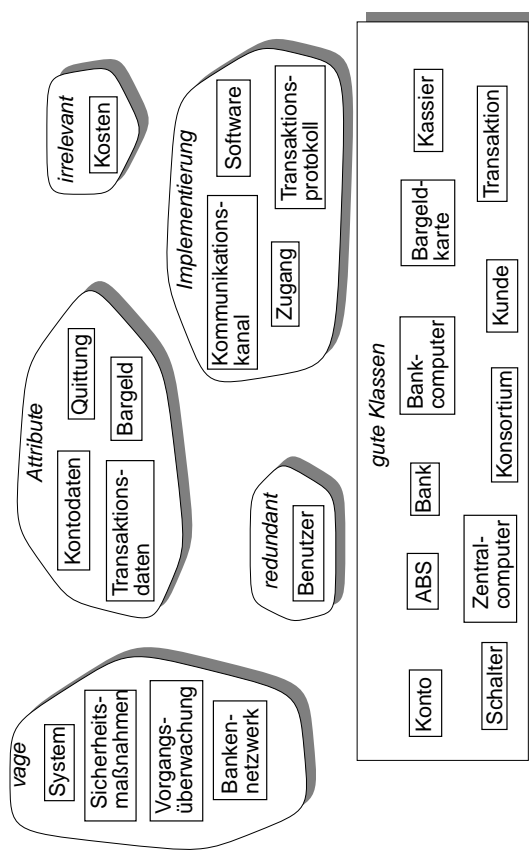 vage
System
Sicherheits-
maßnahmen
Vorgangs-
überwachung
Banken-
netzwerk
Attribute
Kontodaten
Quittung
Transaktions-
daten
Bargeld
irrelevant
Kosten
redundant
Benutzer
Implementierung
Kommunikations-
kanal
Software
Zugang
Transaktions-
protokoll
gute Klassen
Konto
ABS
Bank
Bank-
computer
Bargeld-
karte
Kassier
Schalter
Zentral-
computer
Konsortium
Kunde
Transaktion